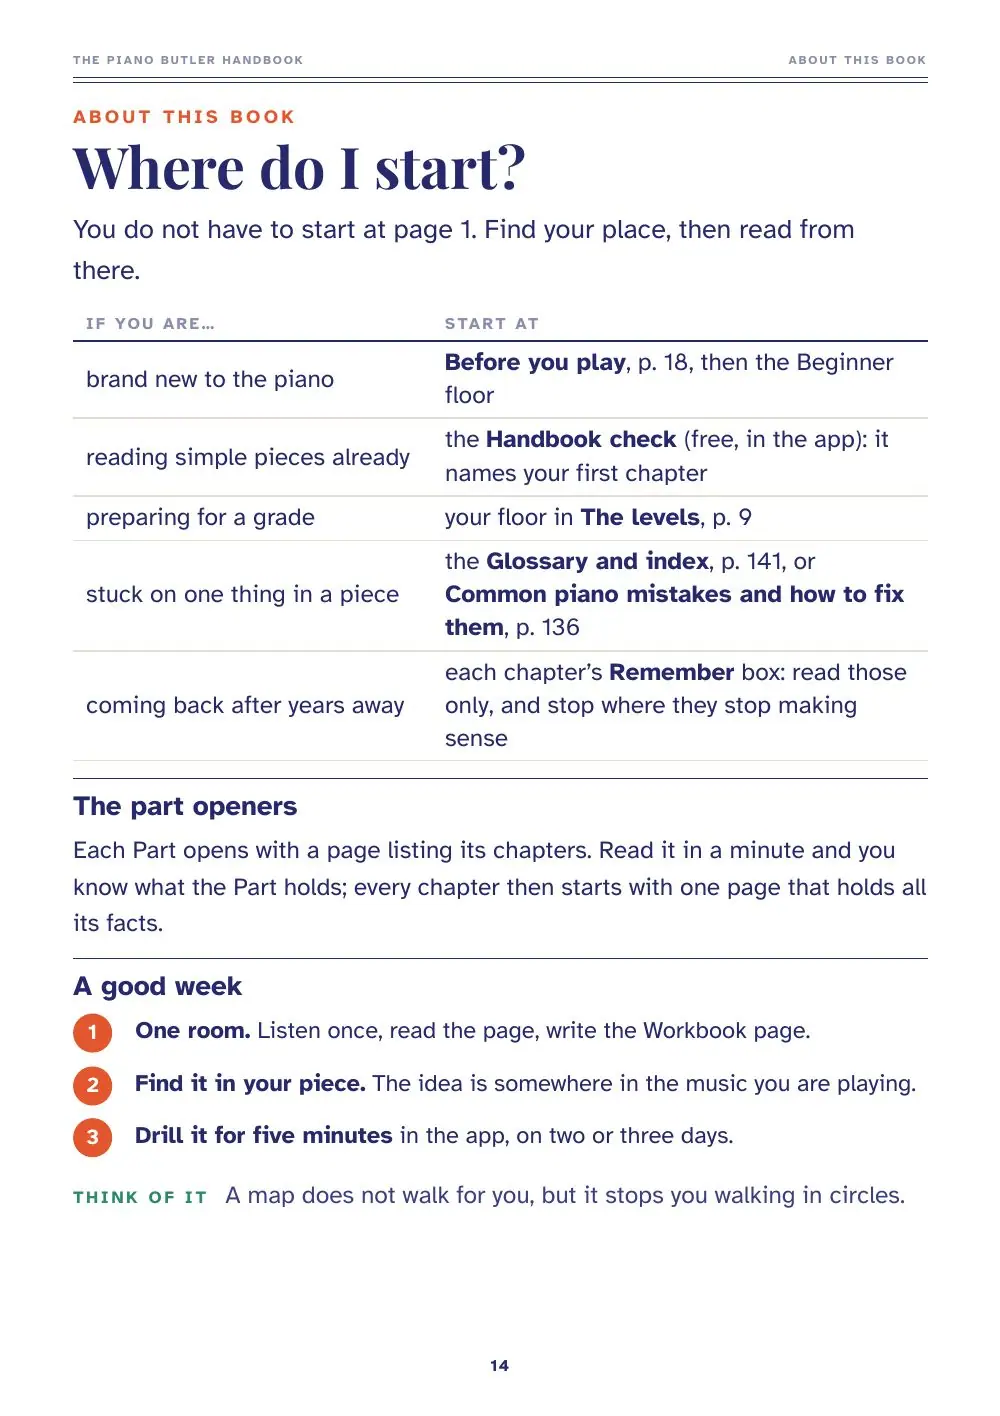 THE PIANO BUTLER HANDBOOK
ABOUT THIS BOOK
ABOUT THIS BOOK
Where do I start?
You do not have to start at page 1. Find your place, then read from
there.
IF YOU ARE…
START AT
brand new to the piano
Before you play, p. 18, then the Beginner
floor
reading simple pieces already
the Handbook check (free, in the app): it
names your first chapter
preparing for a grade
your floor in The levels, p. 9
stuck on one thing in a piece
the Glossary and index, p. 141, or
Common piano mistakes and how to fix
them, p. 136
coming back after years away
each chapter’s Remember box: read those
only, and stop where they stop making
sense
The part openers
Each Part opens with a page listing its chapters. Read it in a minute and you
know what the Part holds; every chapter then starts with one page that holds all
its facts.
A good week
1 One room. Listen once, read the page, write the Workbook page.
2 Find it in your piece. The idea is somewhere in the music you are playing.
3 Drill it for five minutes in the app, on two or three days.
THINK OF IT A map does not walk for you, but it stops you walking in circles.
14